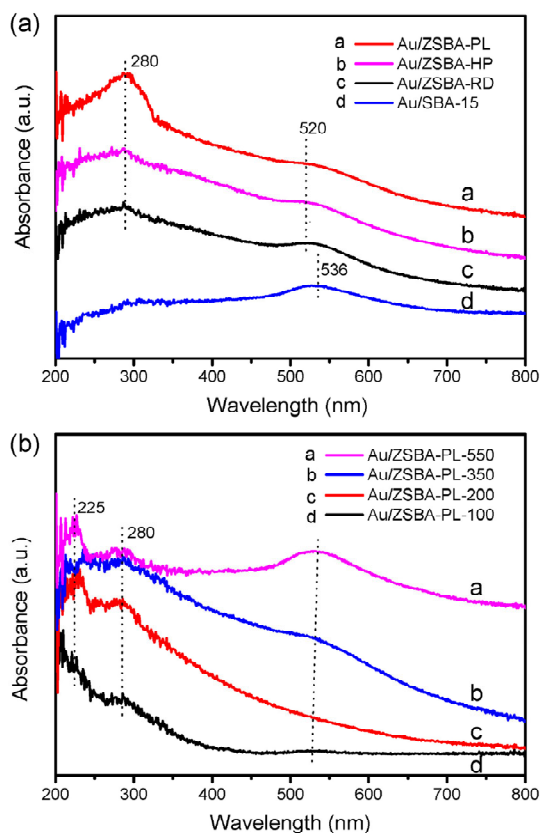 (a)
280
a Au/ZSBA-PL
b Au/ZSBA-HP
c Au/ZSBA-RD
d Au/SBA-15
520
536
a
b
c
d
Absorbance (a.u.)
200 300 400 500 600 700 800
Wavelength (nm)
(b)
225
280
a Au/ZSBA-PL-550
b Au/ZSBA-PL-350
c Au/ZSBA-PL-200
d Au/ZSBA-PL-100
a
b
c
d
Absorbance (a.u.)
200 300 400 500 600 700 800
Wavelength (nm)